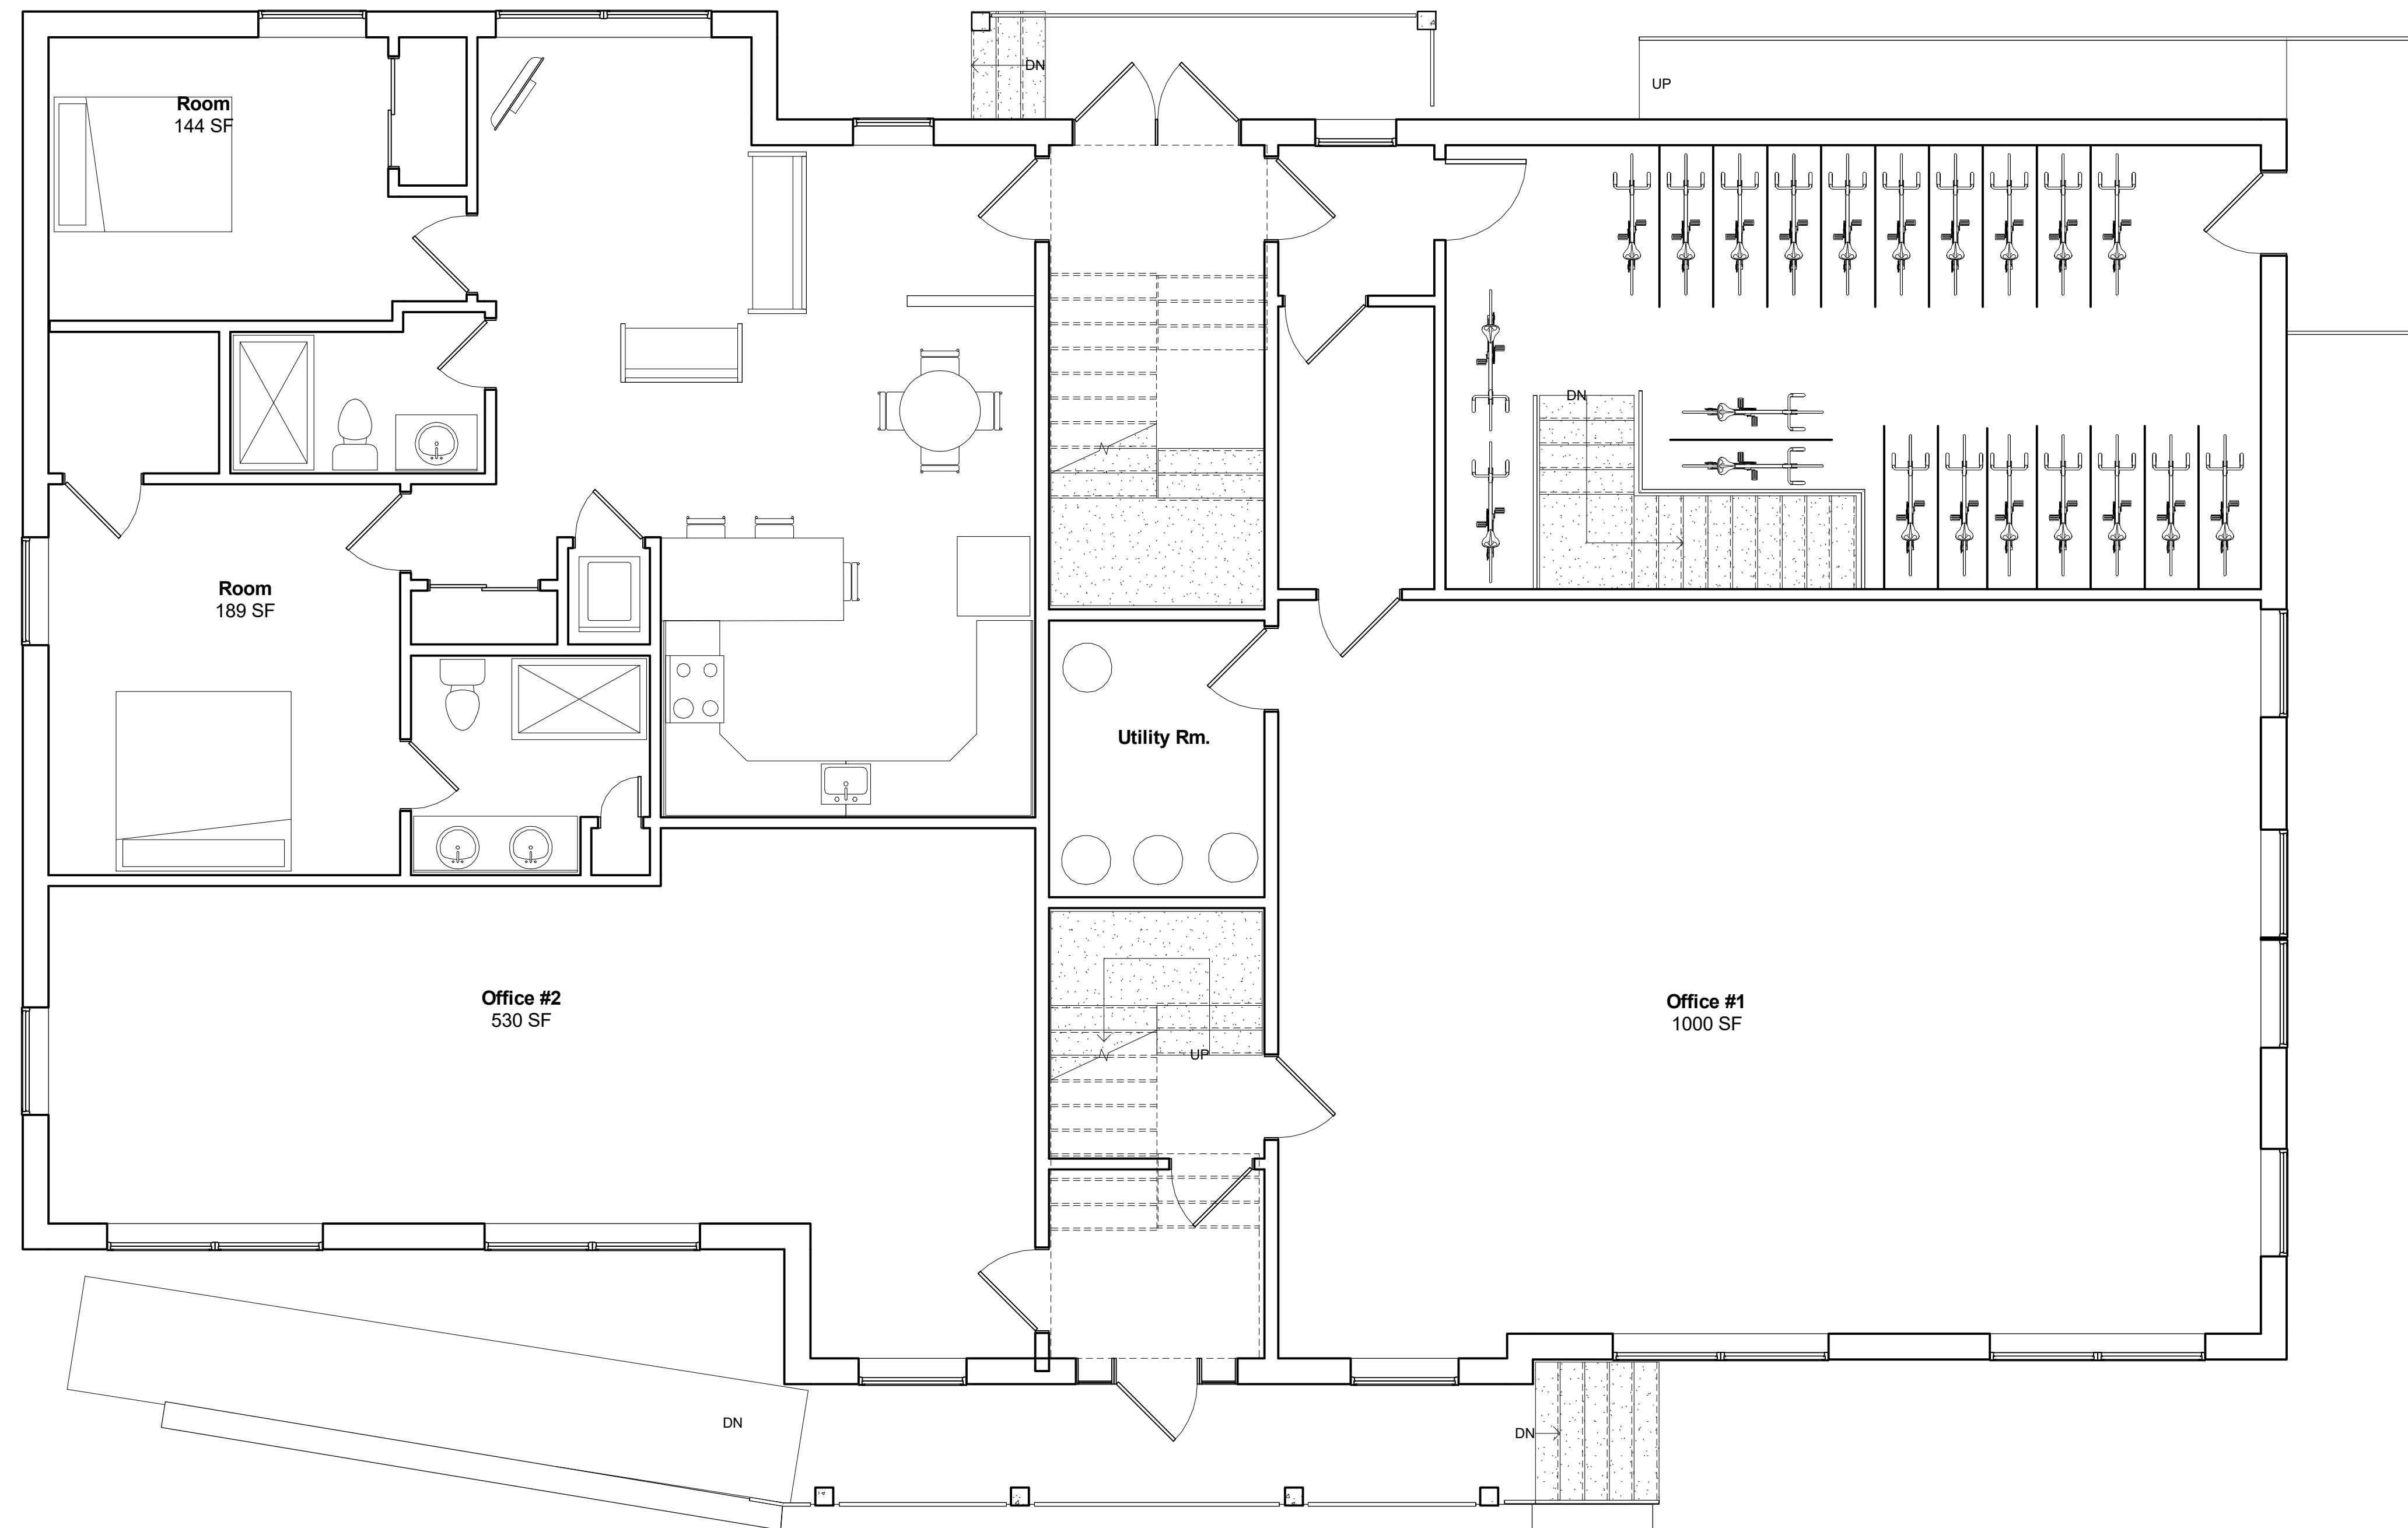 DN
UP
Room
144 SF
DN
Room
189 SF
Utility Rm.
Office #2
530 SF
Office #1
1000 SF
UP
DN
DN